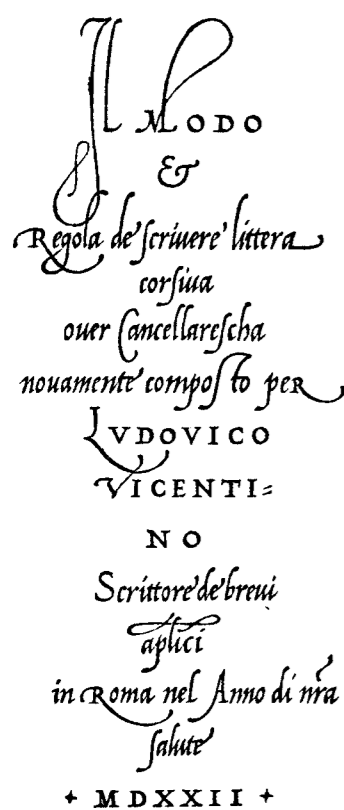 Il MODO
&
Regola de scriuere littera
corsiua
ouer Cancellarescha
nouamente composto per
LVDOVICO
VICENTI=
NO
Scrittore de breui
aplici
in Roma nel Anno di nr̃a
salute
+ MDXXII +